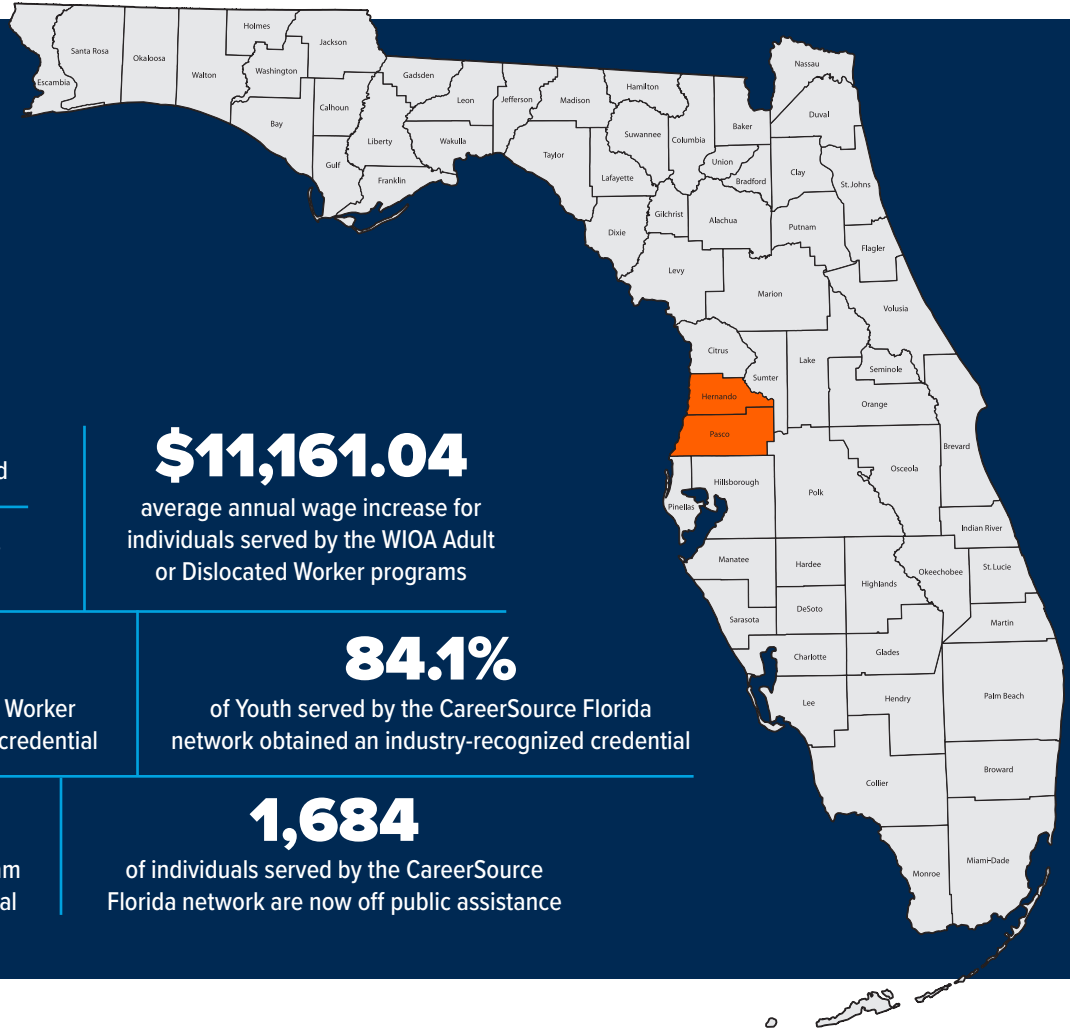 Holmes
Jackson
Santa Rosa
Okaloosa
Walton
Washington
Escambia
Gadsden
Leon
Jefferson
Madison
Hamilton
Nassau
Calhoun
Bay
Liberty
Wakulla
Taylor
Suwannee
Columbia
Baker
Duval
Gulf
Franklin
Lafayette
Union
Bradford
Clay
St. Johns
Dixie
Gilchrist
Alachua
Putnam
Flagler
Levy
Marion
Volusia
Citrus
Sumter
Lake
Seminole
Hernando
Orange
Pasco
Brevard
Osceola
Hillsborough
Polk
Pinellas
Indian River
Manatee
Hardee
Highlands
Okeechobee
St. Lucie
DeSoto
Sarasota
Martin
Charlotte
Glades
Lee
Hendry
Palm Beach
Collier
Broward
Monroe
Miami-Dade
d
$11,161.04
average annual wage increase for
individuals served by the WIOA Adult
or Dislocated Worker programs
Worker
credential
84.1%
of Youth served by the CareerSource Florida
network obtained an industry-recognized credential
am
al
1,684
of individuals served by the CareerSource
Florida network are now off public assistance